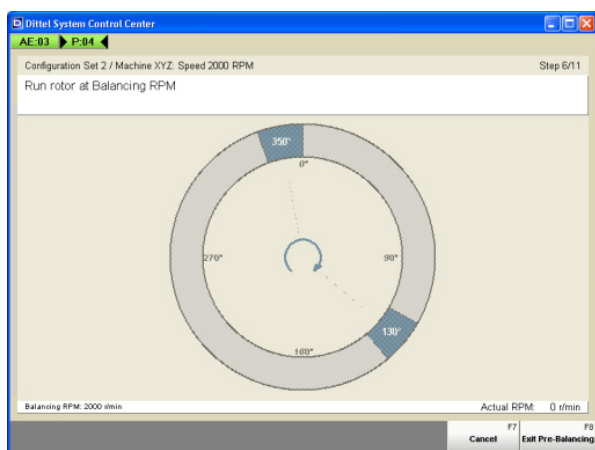 Dittel System Control Center
AE:03 P:04
Configuration Set 2 / Machine XYZ: Speed 2000 RPM Step 6/11
Run rotor at Balancing RPM
350°
0°
270° 90°
130°
180°
Balancing RPM: 2000 r/min Actual RPM: 0 r/min
F7 F8
Cancel Exit Pre-Balancing